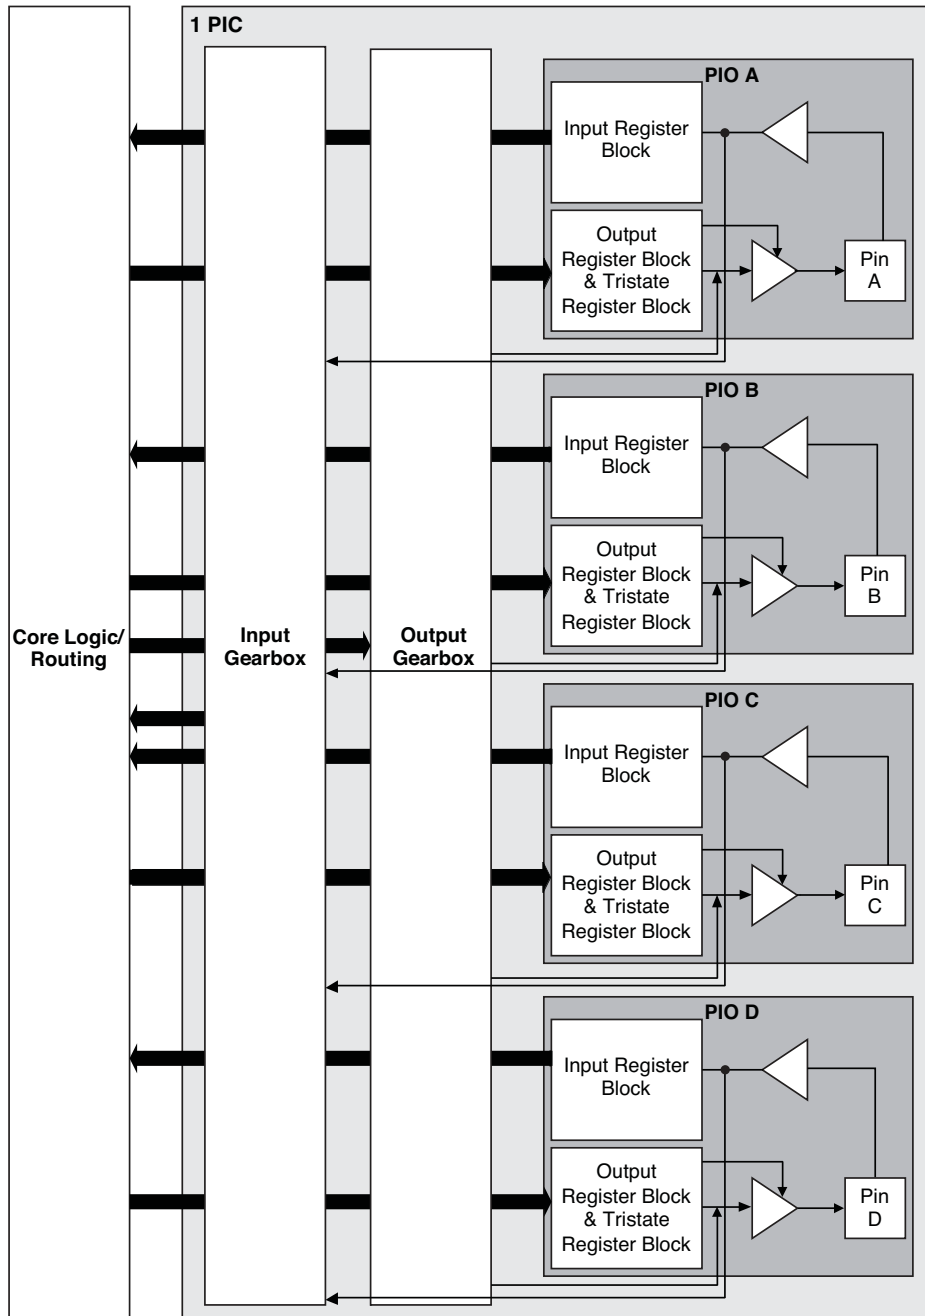 1 PIC
PIO A
Input Register
Block
Output
Register Block
& Tristate
Register Block
Pin
A
PIO B
Input Register
Block
Output
Register Block
& Tristate
Register Block
Pin
B
Core Logic/
Routing
Input
Gearbox
Output
Gearbox
PIO C
Input Register
Block
Output
Register Block
& Tristate
Register Block
Pin
C
PIO D
Input Register
Block
Output
Register Block
& Tristate
Register Block
Pin
D